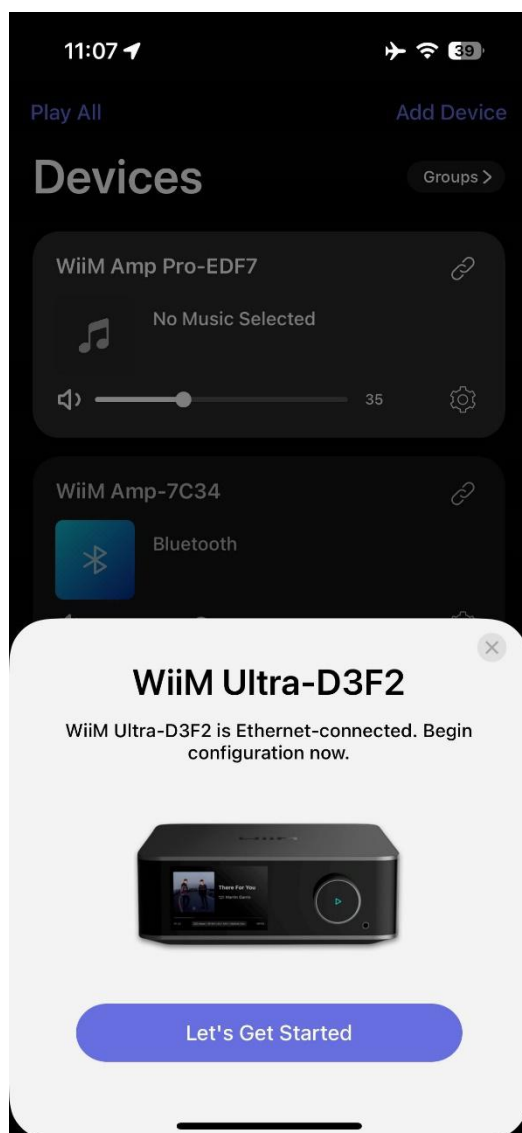 11:07
39
Play All
Add Device
Devices
Groups >
WiiM Amp Pro-EDF7
No Music Selected
35
WiiM Amp-7C34
Bluetooth
WiiM Ultra-D3F2
WiiM Ultra-D3F2 is Ethernet-connected. Begin
configuration now.
WiiM
There For You
Let's Get Started